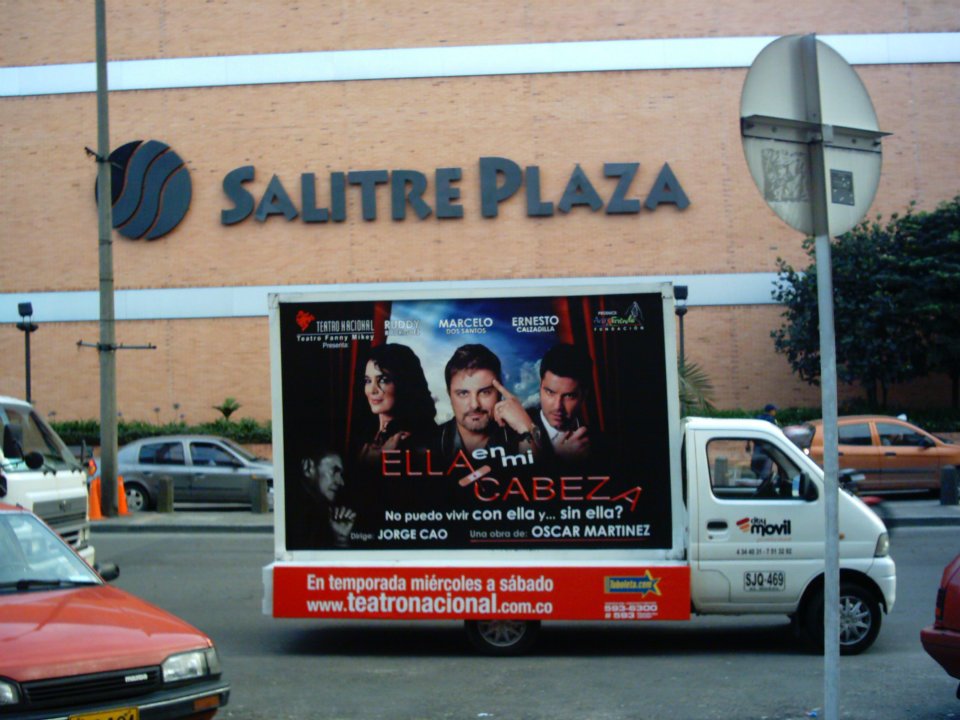 SALITRE PLAZA
TEATRO NACIONAL
Teatro Fanny Mikey
Presenta:
RUDDY
MARCELO
DOS SANTOS
ERNESTO
CALZADILLA
FUNDACIÓN
ELLA en mi
CABEZA
No puedo vivir con ella y... sin ella?
Dirige: JORGE CAO
Una obra de: OSCAR MARTINEZ
En temporada miércoles a sábado
www.teatronacional.com.co
Tuboleta.com
593-6300
# 593
movil
SJQ-469
mazda